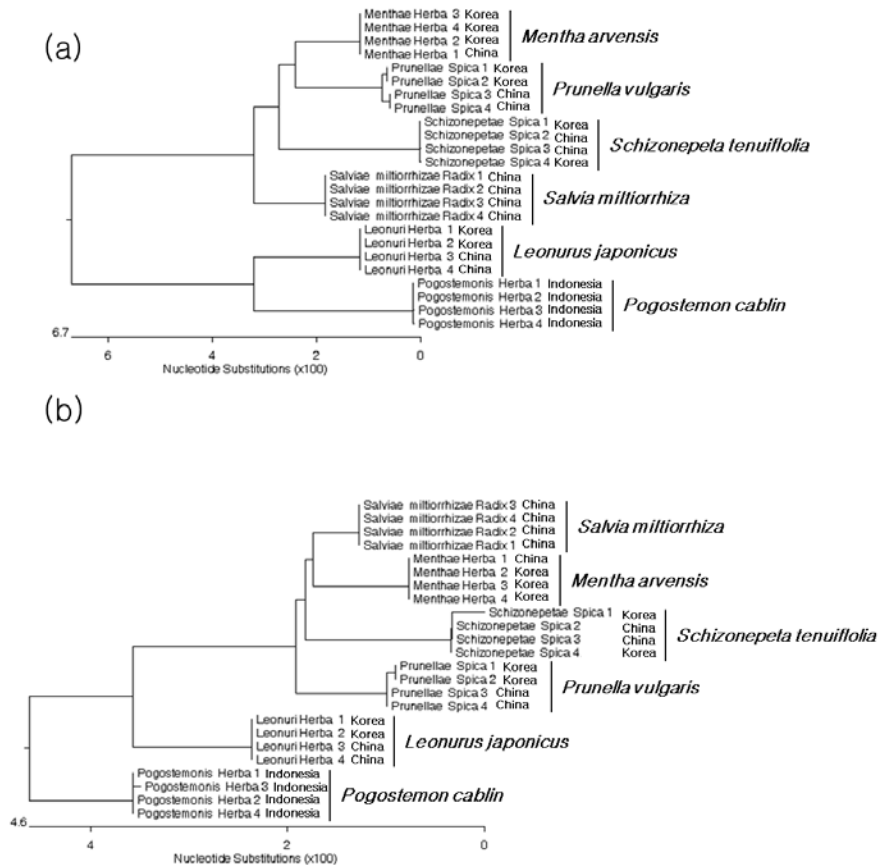 (a)
Menthae Herba 3 Korea
Menthae Herba 4 Korea
Menthae Herba 2 Korea
Menthae Herba 1 China
Mentha arvensis
Prunellae Spica 1 Korea
Prunellae Spica 2 Korea
Prunellae Spica 3 China
Prunellae Spica 4 China
Prunella vulgaris
Schizonepetae Spica 1 Korea
Schizonepetae Spica 2 China
Schizonepetae Spica 3 China
Schizonepetae Spica 4 Korea
Schizonepeta tenuiflolia
Salviae miltiorrhizae Radix 1 China
Salviae miltiorrhizae Radix 2 China
Salviae miltiorrhizae Radix 3 China
Salviae miltiorrhizae Radix 4 China
Salvia miltiorrhiza
Leonuri Herba 1 Korea
Leonuri Herba 2 Korea
Leonuri Herba 3 China
Leonuri Herba 4 China
Leonurus japonicus
Pogostemonis Herba 1 Indonesia
Pogostemonis Herba 2 Indonesia
Pogostemonis Herba 3 Indonesia
Pogostemonis Herba 4 Indonesia
Pogostemon cablin
6.7
6 4 2 0
Nucleotide Substitutions (x100)
(b)
Salviae miltiorrhizae Radix 3 China
Salviae miltiorrhizae Radix 4 China
Salviae miltiorrhizae Radix 2 China
Salviae miltiorrhizae Radix 1 China
Salvia miltiorrhiza
Menthae Herba 1 China
Menthae Herba 2 Korea
Menthae Herba 3 Korea
Menthae Herba 4 Korea
Mentha arvensis
Schizonepetae Spica 1 Korea
Schizonepetae Spica 2 China
Schizonepetae Spica 3 China
Schizonepetae Spica 4 Korea
Schizonepeta tenuiflolia
Prunellae Spica 1 Korea
Prunellae Spica 2 Korea
Prunellae Spica 3 China
Prunellae Spica 4 China
Prunella vulgaris
Leonuri Herba 1 Korea
Leonuri Herba 2 Korea
Leonuri Herba 3 China
Leonuri Herba 4 China
Leonurus japonicus
Pogostemonis Herba 1 Indonesia
Pogostemonis Herba 3 Indonesia
Pogostemonis Herba 2 Indonesia
Pogostemonis Herba 4 Indonesia
Pogostemon cablin
4.6
4 2 0
Nucleotide Substitutions (x100)